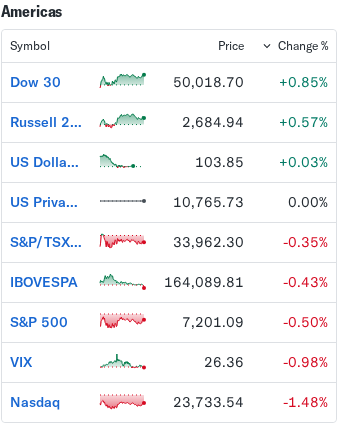 Americas
Symbol Price Change %
Dow 30 50,018.70 +0.85%
Russell 2... 2,684.94 +0.57%
US Dolla... 103.85 +0.03%
US Priva... 10,765.73 0.00%
S&P/TSX... 33,962.30 -0.35%
IBOVESPA 164,089.81 -0.43%
S&P 500 7,201.09 -0.50%
VIX 26.36 -0.98%
Nasdaq 23,733.54 -1.48%